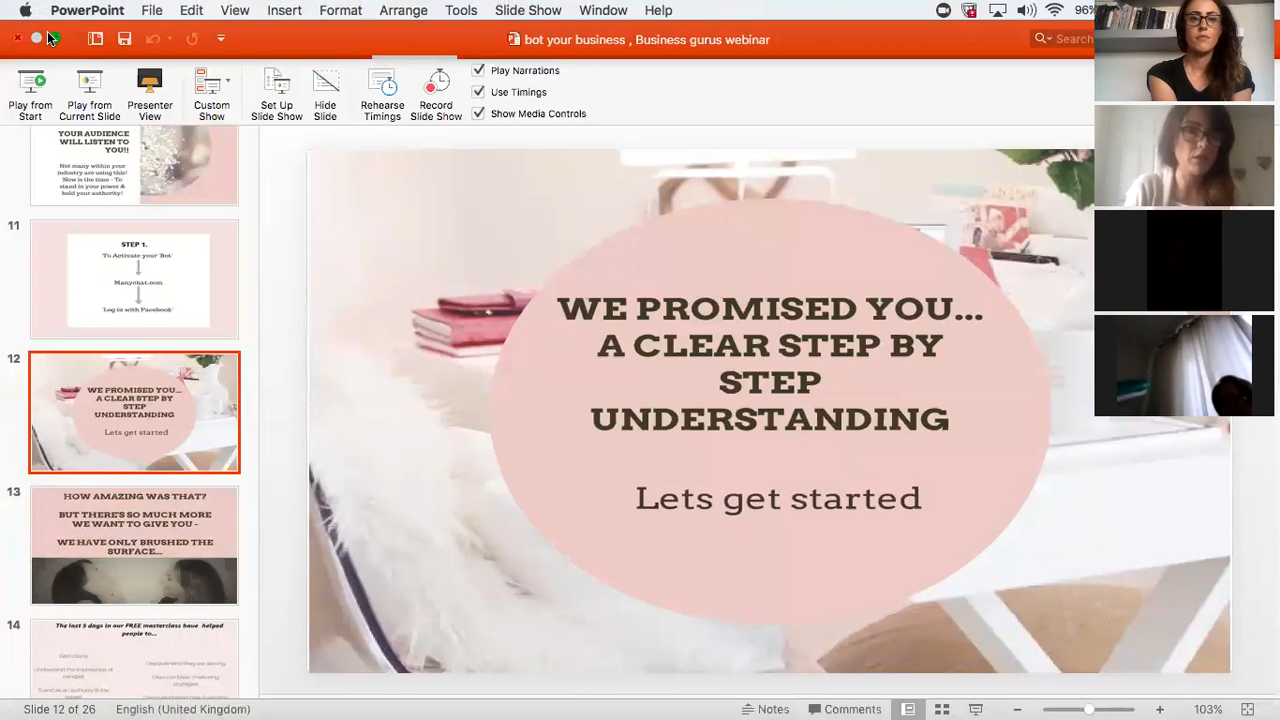 PowerPoint File Edit View Insert Format Arrange Tools Slide Show Window Help 96%
bot your business , Business gurus webinar
Search
Play from Start
Play from Current Slide
Presenter View
Custom Show
Set Up Slide Show
Hide Slide
Rehearse Timings
Record Slide Show
Play Narrations
Use Timings
Show Media Controls
YOUR AUDIENCE
WILL LISTEN TO
YOU!!
Not many within your
industry are using this!
Now is the time - To
stand in your power &
hold your authority!
11
STEP 1.
To Activate your 'Bot'
Manychat.com
'Log in with Facebook'
12
WE PROMISED YOU...
A CLEAR STEP BY
STEP
UNDERSTANDING
Lets get started
13
HOW AMAZING WAS THAT?
BUT THERE'S SO MUCH MORE
WE WANT TO GIVE YOU -
WE HAVE ONLY BRUSHED THE
SURFACE...
14
The last 5 days in our FREE masterclass have helped
people to...
Gain clarity
Understand the importance of
mindset
WE PROMISED YOU...
A CLEAR STEP BY
STEP
UNDERSTANDING
Lets get started
Slide 12 of 26 English (United Kingdom) Notes Comments 103%